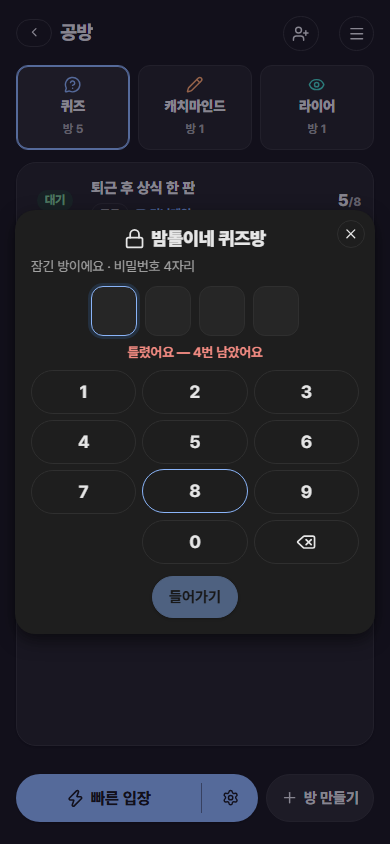 공방
퀴즈
캐치마인드
라이어
방 5
방 1
방 1
대기
퇴근 후 상식 한 판
5/8
밤톨이네 퀴즈방
잠긴 방이에요 · 비밀번호 4자리
틀렸어요 — 4번 남았어요
1 2 3
4 5 6
7 8 9
0
들어가기
빠른 입장
방 만들기